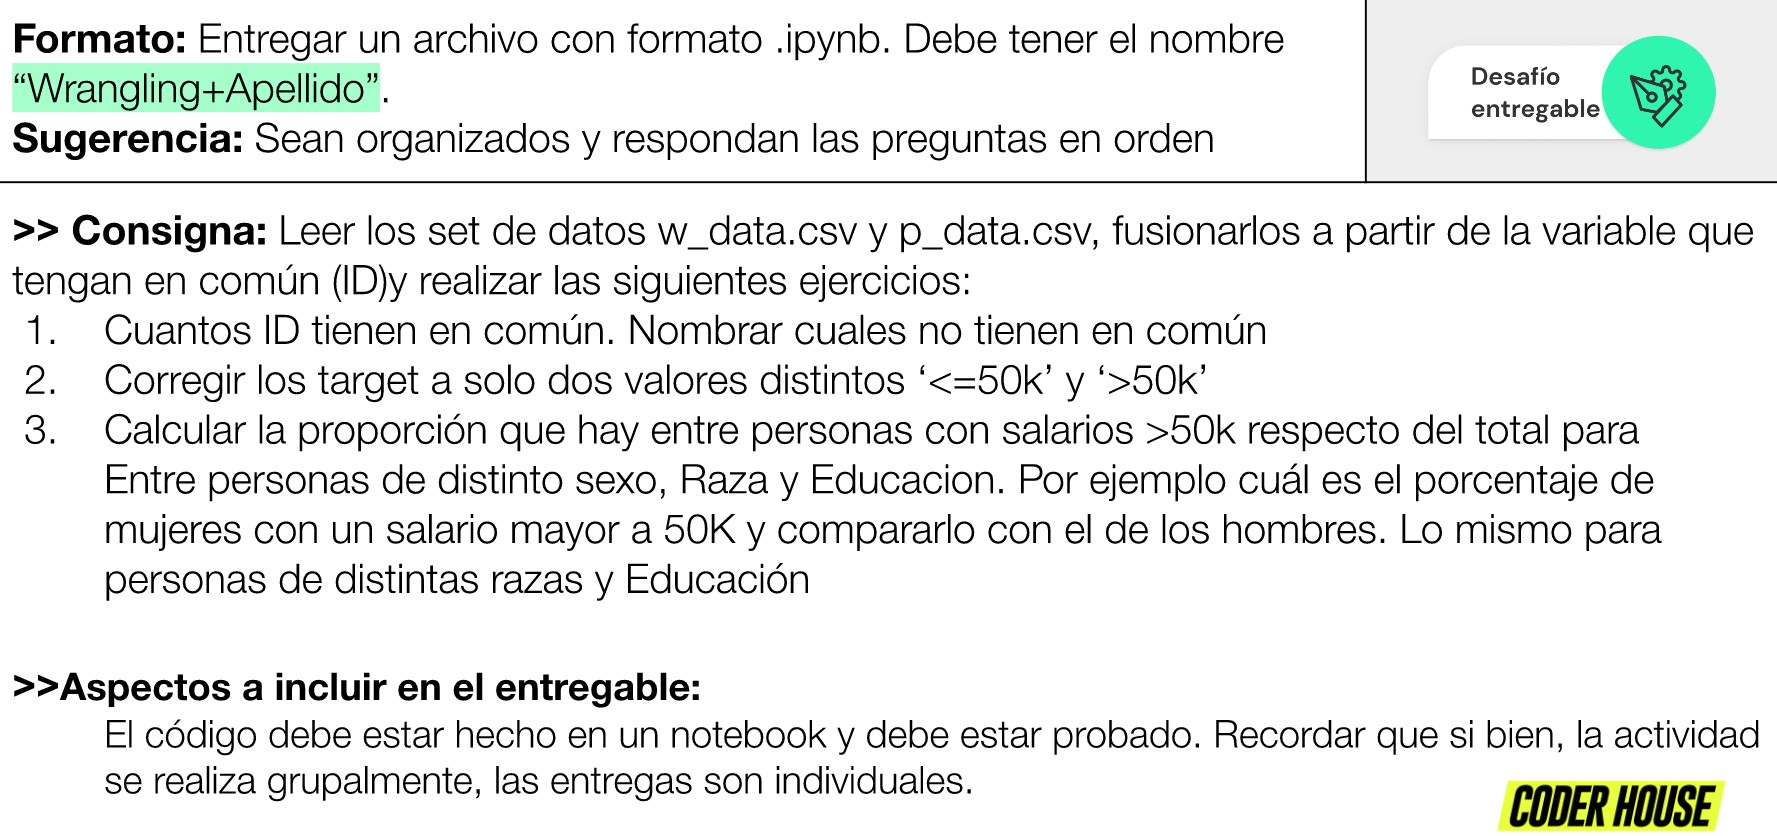 Formato: Entregar un archivo con formato .ipynb. Debe tener el nombre
“Wrangling+Apellido”.
Sugerencia: Sean organizados y respondan las preguntas en orden
Desafío
entregable
>> Consigna: Leer los set de datos w_data.csv y p_data.csv, fusionarlos a partir de la variable que
tengan en común (ID)y realizar las siguientes ejercicios:
1. Cuantos ID tienen en común. Nombrar cuales no tienen en común
2. Corregir los target a solo dos valores distintos ‘<=50k’ y ‘>50k’
3. Calcular la proporción que hay entre personas con salarios >50k respecto del total para
Entre personas de distinto sexo, Raza y Educacion. Por ejemplo cuál es el porcentaje de
mujeres con un salario mayor a 50K y compararlo con el de los hombres. Lo mismo para
personas de distintas razas y Educación
>>Aspectos a incluir en el entregable:
El código debe estar hecho en un notebook y debe estar probado. Recordar que si bien, la actividad
se realiza grupalmente, las entregas son individuales.
CODER HOUSE